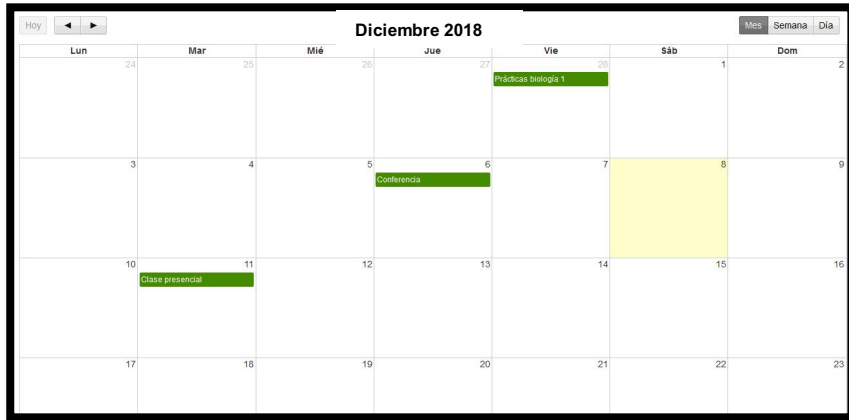 Hoy ◄ ► Diciembre 2018 Mes Semana Día
Lun Mar Mié Jue Vie Sáb Dom
24 25 26 27 28 1 2
Prácticas biología 1
3 4 5 6 7 8 9
Conferencia
10 11 12 13 14 15 16
Clase presencial
17 18 19 20 21 22 23